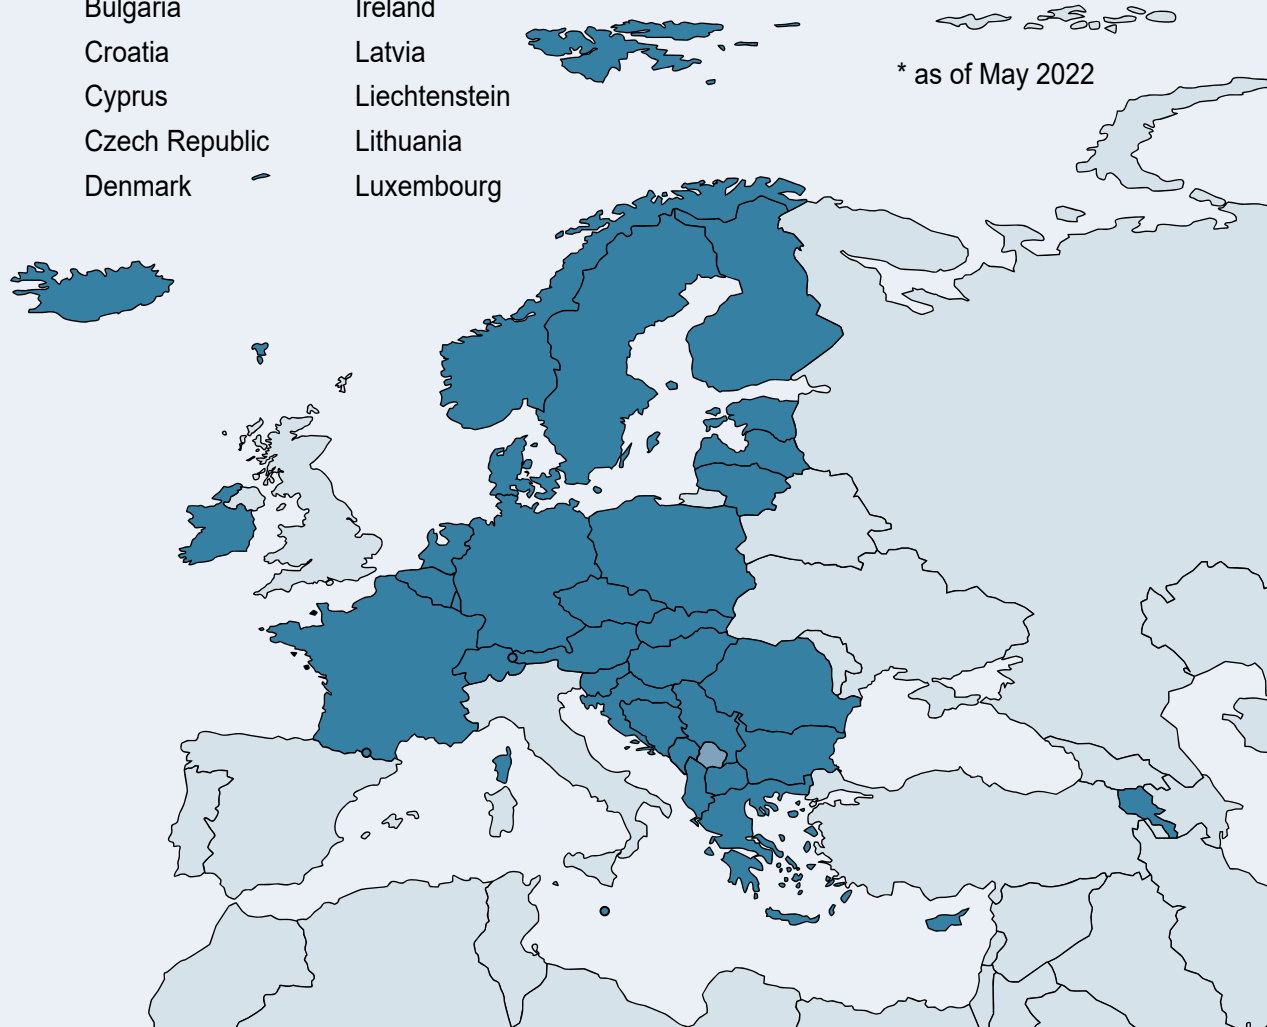 Bulgaria
Croatia
Cyprus
Czech Republic
Denmark
Ireland
Latvia
Liechtenstein
Lithuania
Luxembourg
* as of May 2022